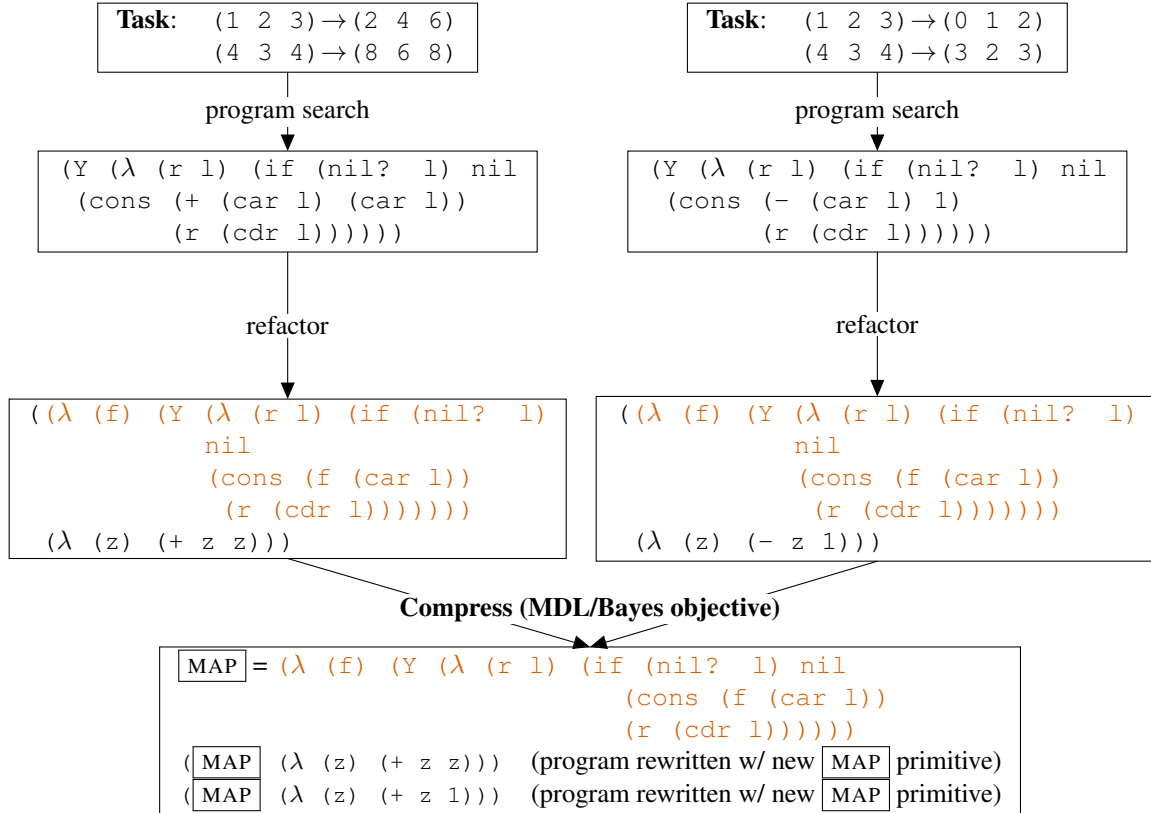 Task: (1 2 3)→(2 4 6)
(4 3 4)→(8 6 8)
program search
(Y (λ (r l) (if (nil? l) nil
(cons (+ (car l) (car l))
(r (cdr l))))))
refactor
((λ (f) (Y (λ (r l) (if (nil? l)
nil
(cons (f (car l))
(r (cdr l)))))))
(λ (z) (+ z z)))
Task: (1 2 3)→(0 1 2)
(4 3 4)→(3 2 3)
program search
(Y (λ (r l) (if (nil? l) nil
(cons (- (car l) 1)
(r (cdr l))))))
refactor
((λ (f) (Y (λ (r l) (if (nil? l)
nil
(cons (f (car l))
(r (cdr l)))))))
(λ (z) (- z 1)))
Compress (MDL/Bayes objective)
MAP = (λ (f) (Y (λ (r l) (if (nil? l) nil
(cons (f (car l))
(r (cdr l))))))
(MAP (λ (z) (+ z z))) (program rewritten w/ new MAP primitive)
(MAP (λ (z) (+ z 1))) (program rewritten w/ new MAP primitive)